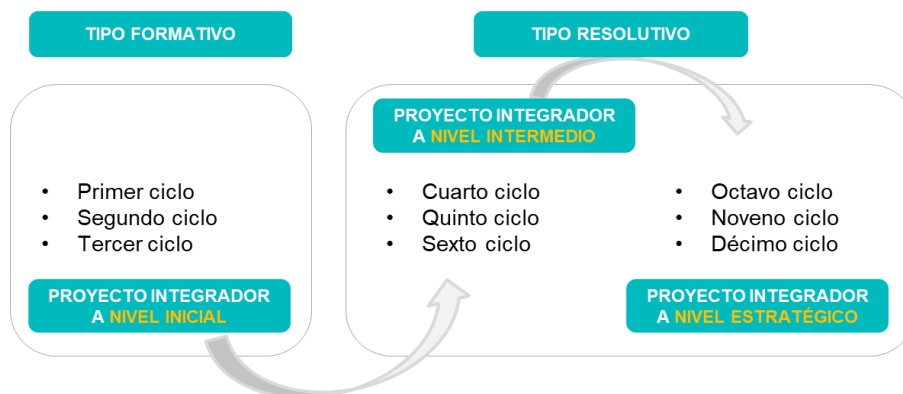 TIPO FORMATIVO
TIPO RESOLUTIVO
• Primer ciclo
• Segundo ciclo
• Tercer ciclo
PROYECTO INTEGRADOR
A NIVEL INICIAL
PROYECTO INTEGRADOR
A NIVEL INTERMEDIO
• Cuarto ciclo
• Quinto ciclo
• Sexto ciclo
• Octavo ciclo
• Noveno ciclo
• Décimo ciclo
PROYECTO INTEGRADOR
A NIVEL ESTRATÉGICO